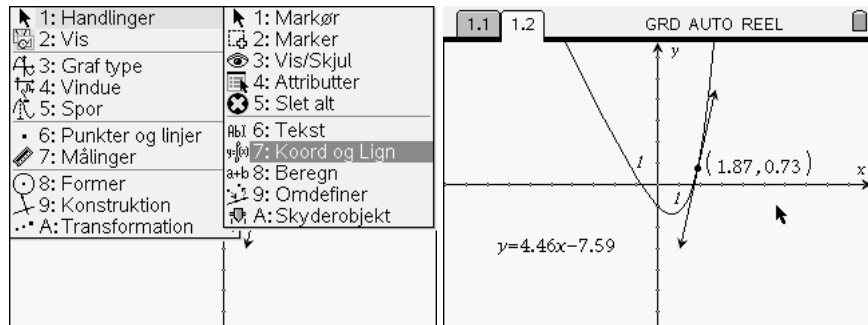 1: Handlinger
2: Vis
3: Graf type
4: Vindue
5: Spor
6: Punkter og linjer
7: Målinger
8: Former
9: Konstruktion
A: Transformation
1: Markør
2: Marker
3: Vis/Skjul
4: Attributter
5: Slet alt
AbI 6: Tekst
y=f(x) 7: Koord og Lign
a+b 8: Beregn
9: Omdefiner
A: Skyderobjekt
1.1 1.2 GRD AUTO REEL
y
1 (1.87,0.73) x
1
y=4.46x-7.59